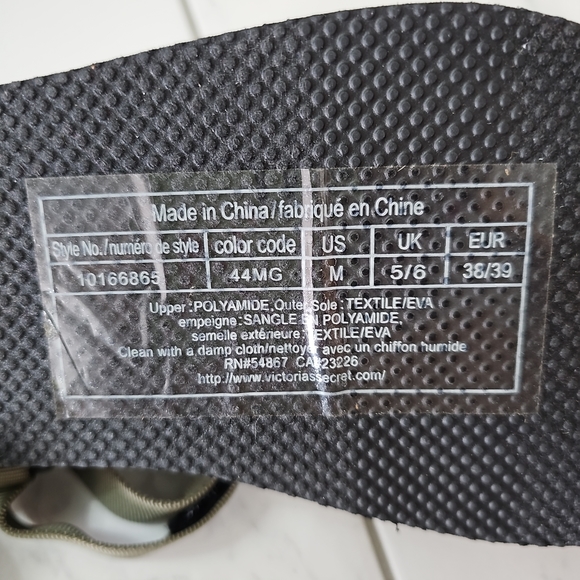 Made in China/fabriqué en Chine
Style No./numéro de style color code US UK EUR
10166865 44MG M 5/6 38/39
Upper:POLYAMIDE,Outer Sole:TEXTILE/EVA
empeigne:SANGLE EN POLYAMIDE,
semelle extérieure:TEXTILE/EVA
Clean with a damp cloth/nettoyer avec un chiffon humide
RN#54867 CA#23226
http://www.victoriassecret.com/